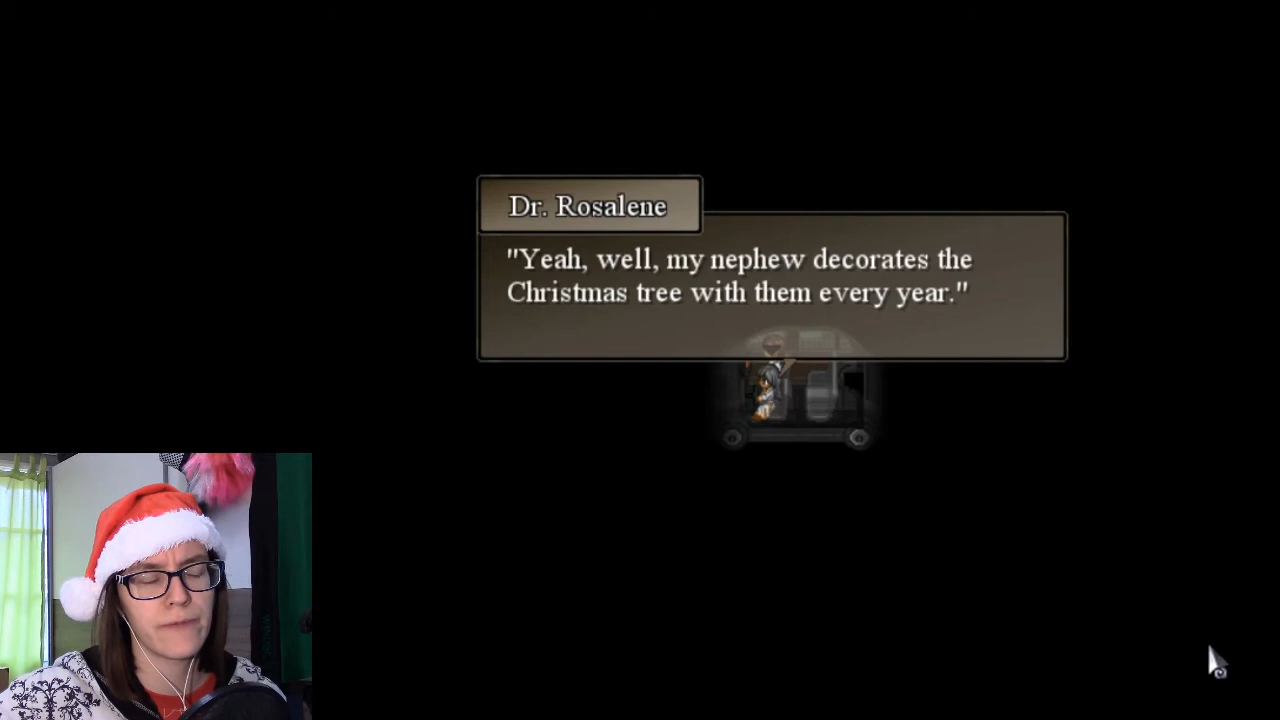 Dr. Rosalene
"Yeah, well, my nephew decorates the
Christmas tree with them every year."